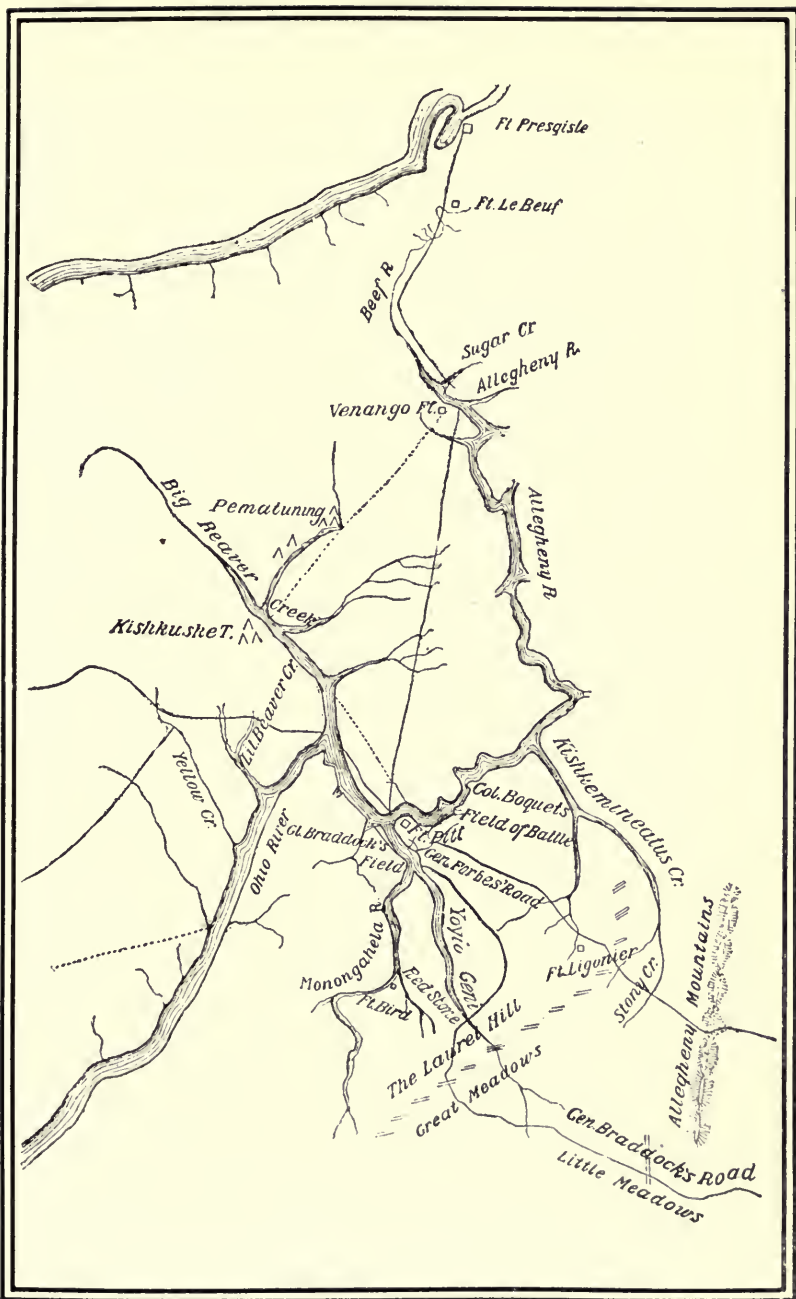 Ft Presqisle
Ft. Le Beuf
Beef R
Sugar Cr
Allegheny R.
Venango Ft.
Big Beaver
Creek
Pematuning
Allegheny R
Kishkuske T.
Lil. Beaver Cr.
Yellow Cr.
Ohio River
Kishkemineatus Cr.
Col. Boquets
Field of Battle
Ft. Pitt
Gl. Braddock's
Field
Gen. Forbes' Road
Monongahela R.
Yoyio Geni
Ft. Ligonier
Stony Cr.
Allegheny Mountains
Ft. Bird
Red Stone
The Laurel Hill
Great Meadows
Gen. Braddock's Road
Little Meadows